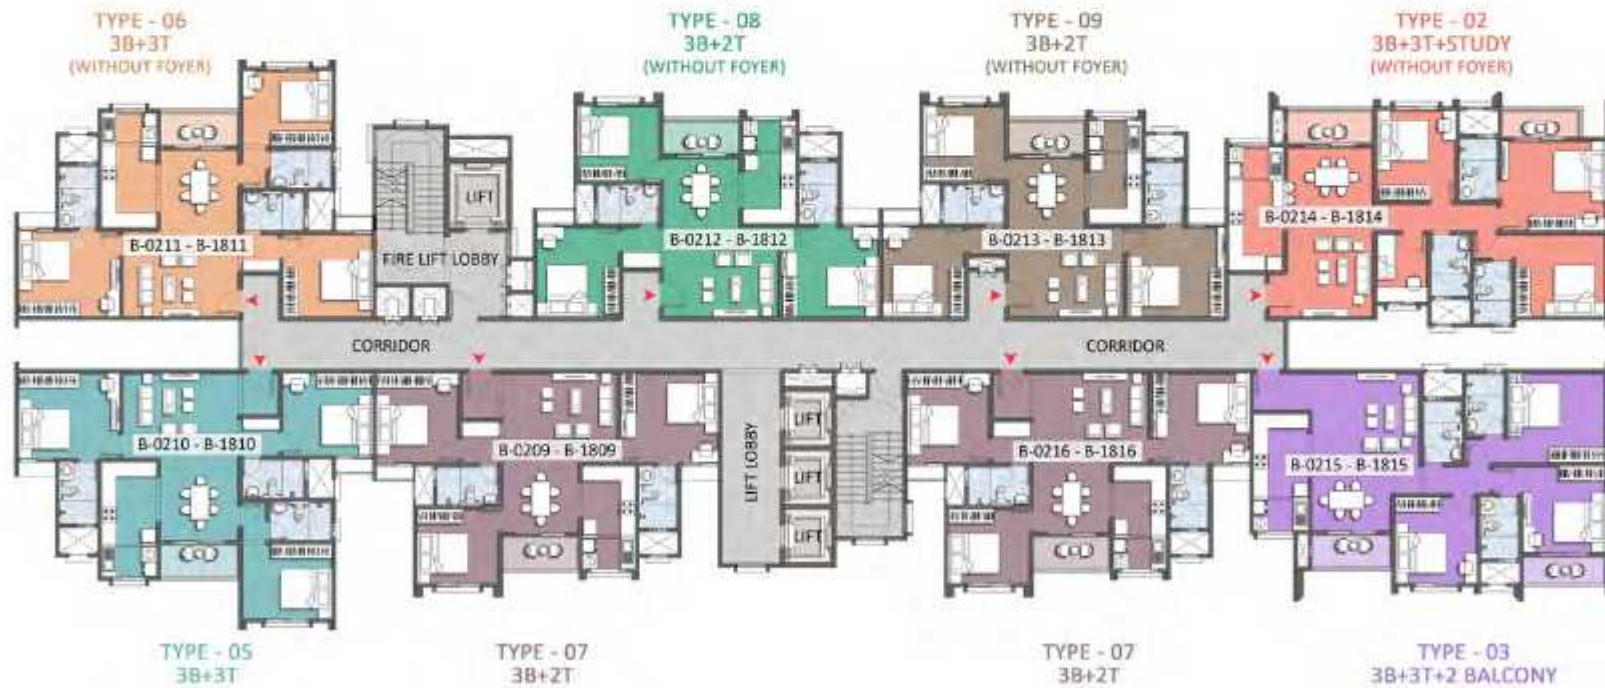 TYPE - 06
3B+3T
(WITHOUT FOYER)
TYPE - 08
3B+2T
(WITHOUT FOYER)
TYPE - 09
3B+2T
(WITHOUT FOYER)
TYPE - 02
3B+3T+STUDY
(WITHOUT FOYER)
LIFT
B-0211 - B-1811
FIRE LIFT LOBBY
B-0212 - B-1812
B-0213 - B-1813
B-0214 - B-1814
CORRIDOR
CORRIDOR
B-0210 - B-1810
B-0209 - B-1809
LIFT LOBBY
LIFT
LIFT
LIFT
B-0216 - B-1816
B-0215 - B-1815
TYPE - 05
3B+3T
TYPE - 07
3B+2T
TYPE - 07
3B+2T
TYPE - 03
3B+3T+2 BALCONY